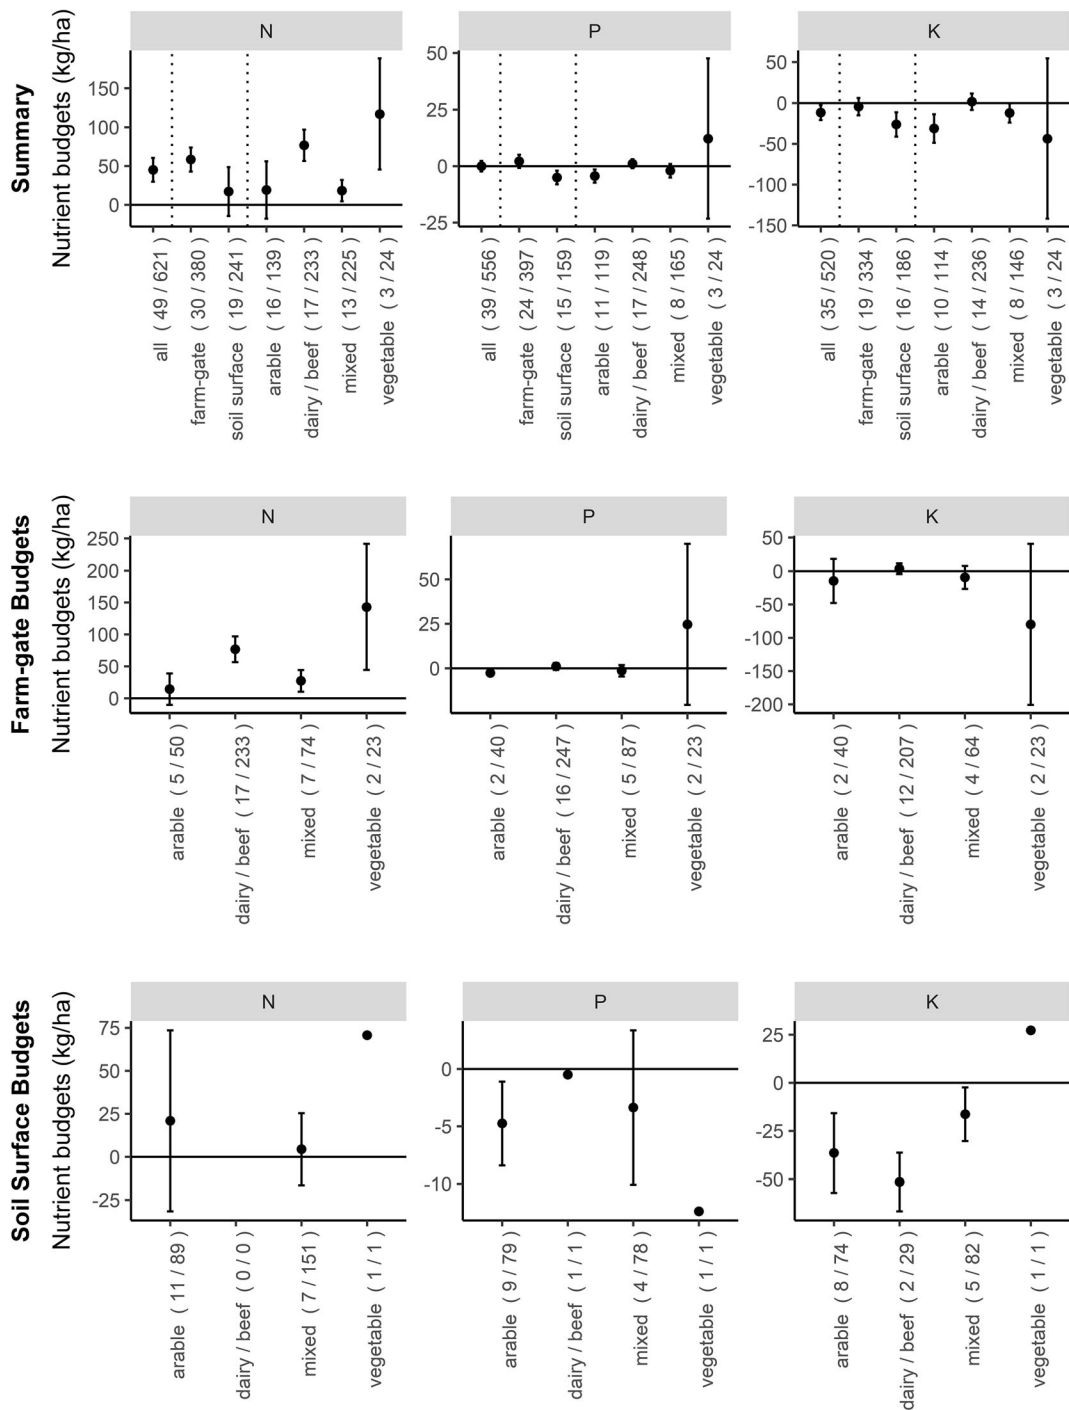 Summary
Nutrient budgets (kg/ha)
N
150
100
50
0
all ( 49 / 621 )
farm-gate ( 30 / 380 )
soil surface ( 19 / 241 )
arable ( 16 / 139 )
dairy / beef ( 17 / 233 )
mixed ( 13 / 225 )
vegetable ( 3 / 24 )
P
50
25
0
-25
all ( 39 / 556 )
farm-gate ( 24 / 397 )
soil surface ( 15 / 159 )
arable ( 11 / 119 )
dairy / beef ( 17 / 248 )
mixed ( 8 / 165 )
vegetable ( 3 / 24 )
K
50
0
-50
-100
-150
all ( 35 / 520 )
farm-gate ( 19 / 334 )
soil surface ( 16 / 186 )
arable ( 10 / 114 )
dairy / beef ( 14 / 236 )
mixed ( 8 / 146 )
vegetable ( 3 / 24 )
Farm-gate Budgets
Nutrient budgets (kg/ha)
N
250
200
150
100
50
0
arable ( 5 / 50 )
dairy / beef ( 17 / 233 )
mixed ( 7 / 74 )
vegetable ( 2 / 23 )
P
50
25
0
arable ( 2 / 40 )
dairy / beef ( 16 / 247 )
mixed ( 5 / 87 )
vegetable ( 2 / 23 )
K
50
0
-50
-100
-150
-200
arable ( 2 / 40 )
dairy / beef ( 12 / 207 )
mixed ( 4 / 64 )
vegetable ( 2 / 23 )
Soil Surface Budgets
Nutrient budgets (kg/ha)
N
75
50
25
0
-25
arable ( 11 / 89 )
dairy / beef ( 0 / 0 )
mixed ( 7 / 151 )
vegetable ( 1 / 1 )
P
0
-5
-10
arable ( 9 / 79 )
dairy / beef ( 1 / 1 )
mixed ( 4 / 78 )
vegetable ( 1 / 1 )
K
25
0
-25
-50
arable ( 8 / 74 )
dairy / beef ( 2 / 29 )
mixed ( 5 / 82 )
vegetable ( 1 / 1 )